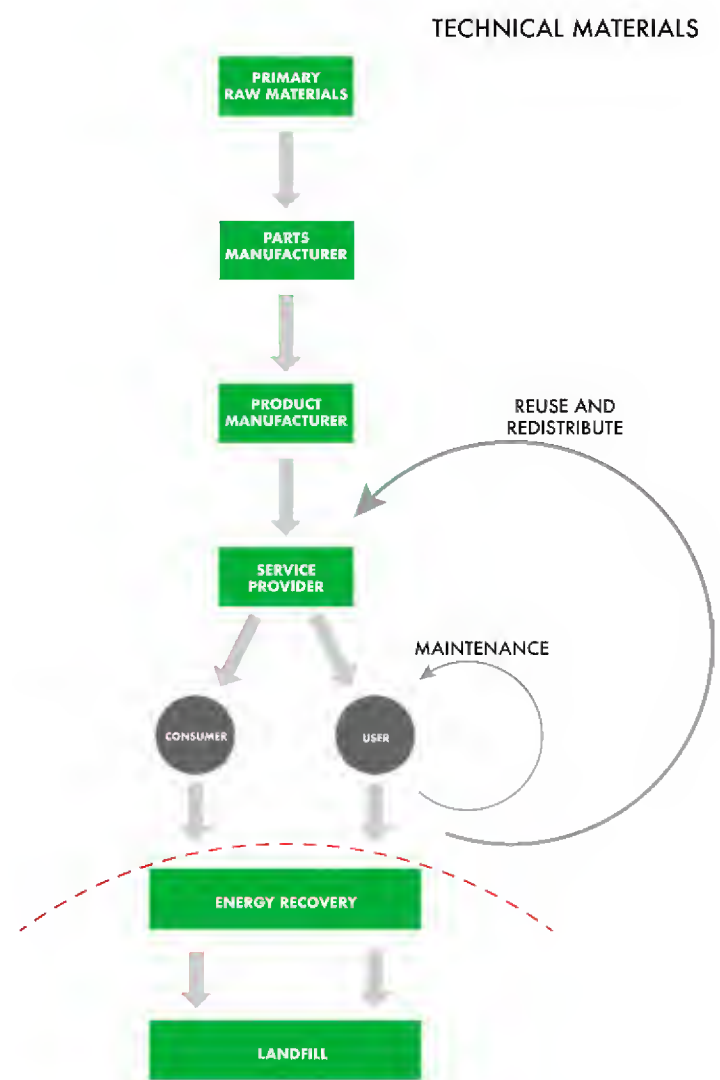 TECHNICAL MATERIALS
PRIMARY
RAW MATERIALS
PARTS
MANUFACTURER
PRODUCT
MANUFACTURER
REUSE AND
REDISTRIBUTE
SERVICE
PROVIDER
MAINTENANCE
CONSUMER
USER
ENERGY RECOVERY
LANDFILL